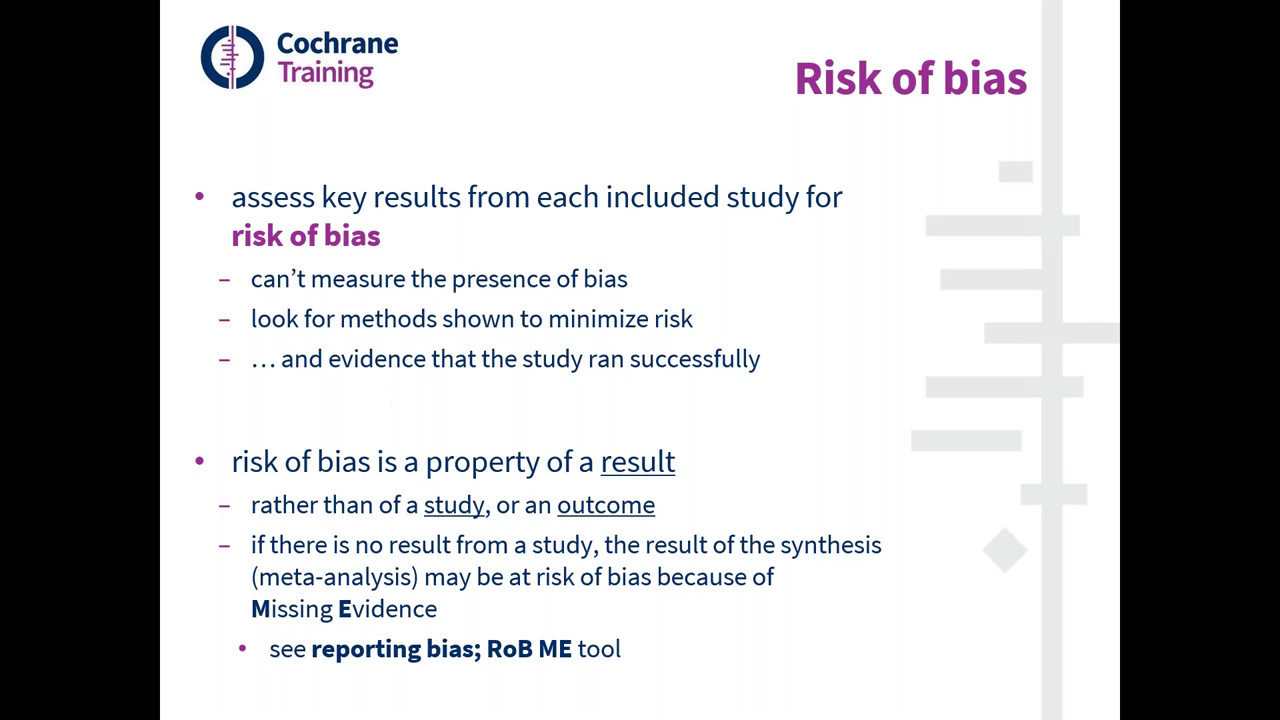 Cochrane
Training
Risk of bias
• assess key results from each included study for
risk of bias
– can’t measure the presence of bias
– look for methods shown to minimize risk
– … and evidence that the study ran successfully
• risk of bias is a property of a result
– rather than of a study, or an outcome
– if there is no result from a study, the result of the synthesis
(meta-analysis) may be at risk of bias because of
Missing Evidence
• see reporting bias; RoB ME tool